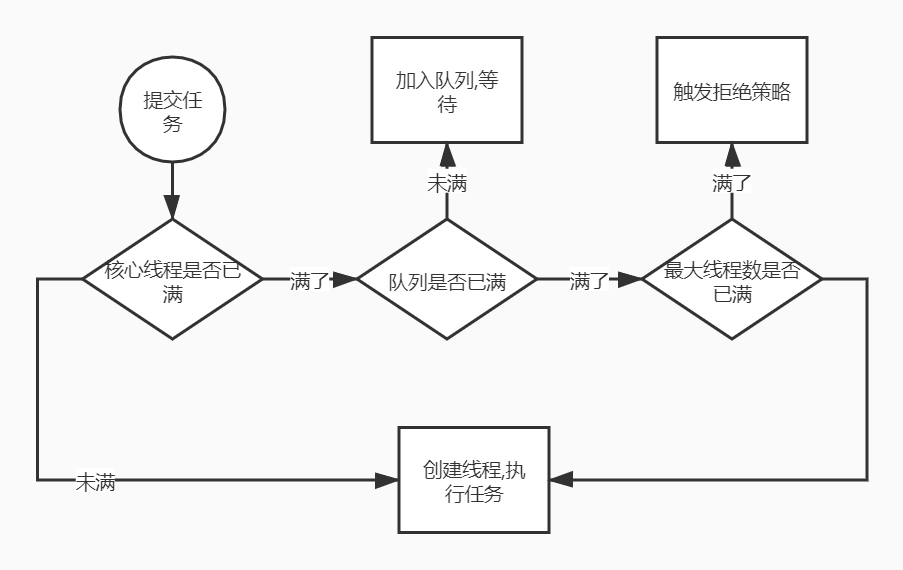 提交任
务
加入队列,等
待
触发拒绝策略
未满
满了
核心线程是否已
满
满了
队列是否已满
满了
最大线程数是否
已满
未满
创建线程,执
行任务